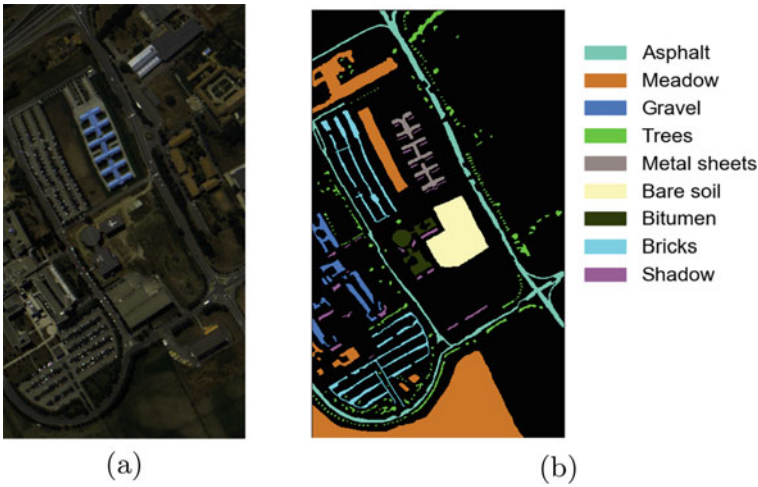 Asphalt
Meadow
Gravel
Trees
Metal sheets
Bare soil
Bitumen
Bricks
Shadow
(a)
(b)